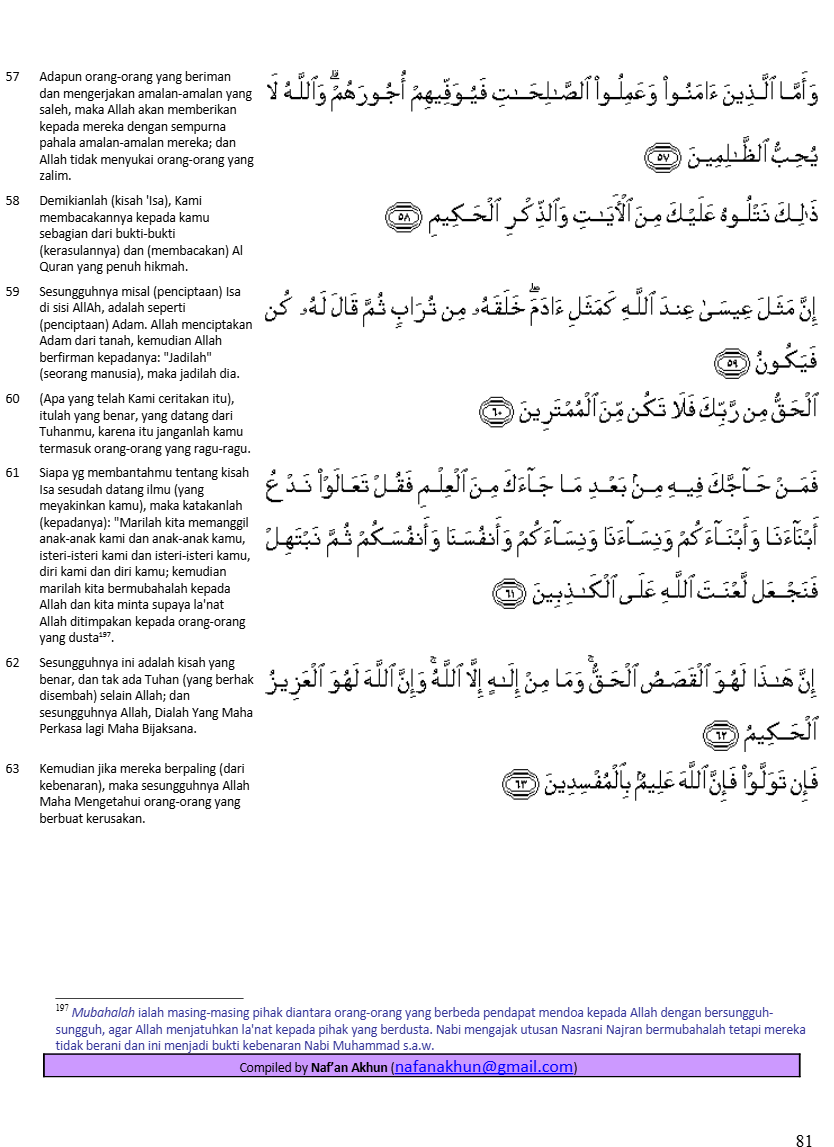 57 Adapun orang-orang yang beriman
dan mengerjakan amalan-amalan yang
saleh, maka Allah akan memberikan
kepada mereka dengan sempurna
pahala amalan-amalan mereka; dan
Allah tidak menyukai orang-orang yang
zalim.
وَأَمَّا ٱلَّذِينَ ءَامَنُوا۟ وَعَمِلُوا۟ ٱلصَّـٰلِحَـٰتِ فَيُوَفِّيهِمْ أُجُورَهُمْ ۗ وَٱللَّهُ لَا
يُحِبُّ ٱلظَّـٰلِمِينَ ٥٧
58 Demikianlah (kisah 'Isa), Kami
membacakannya kepada kamu
sebagian dari bukti-bukti
(kerasulannya) dan (membacakan) Al
Quran yang penuh hikmah.
ذَٰلِكَ نَتْلُوهُ عَلَيْكَ مِنَ ٱلْـَٔايَـٰتِ وَٱلذِّكْرِ ٱلْحَكِيمِ ٥٨
59 Sesungguhnya misal (penciptaan) Isa
di sisi AllAh, adalah seperti
(penciptaan) Adam. Allah menciptakan
Adam dari tanah, kemudian Allah
berfirman kepadanya: "Jadilah"
(seorang manusia), maka jadilah dia.
إِنَّ مَثَلَ عِيسَىٰ عِندَ ٱللَّهِ كَمَثَلِ ءَادَمَ ۖ خَلَقَهُۥ مِن تُرَابٍ ثُمَّ قَالَ لَهُۥ كُن
فَيَكُونُ ٥٩
60 (Apa yang telah Kami ceritakan itu),
itulah yang benar, yang datang dari
Tuhanmu, karena itu janganlah kamu
termasuk orang-orang yang ragu-ragu.
ٱلْحَقُّ مِن رَّبِّكَ فَلَا تَكُن مِّنَ ٱلْمُمْتَرِينَ ٦٠
61 Siapa yg membantahmu tentang kisah
Isa sesudah datang ilmu (yang
meyakinkan kamu), maka katakanlah
(kepadanya): "Marilah kita memanggil
anak-anak kami dan anak-anak kamu,
isteri-isteri kami dan isteri-isteri kamu,
diri kami dan diri kamu; kemudian
marilah kita bermubahalah kepada
Allah dan kita minta supaya la'nat
Allah ditimpakan kepada orang-orang
yang dusta¹⁹⁷.
فَمَنْ حَآجَّكَ فِيهِ مِنۢ بَعْدِ مَا جَآءَكَ مِنَ ٱلْعِلْمِ فَقُلْ تَعَالَوْا۟ نَدْعُ
أَبْنَآءَنَا وَأَبْنَآءَكُمْ وَنِسَآءَنَا وَنِسَآءَكُمْ وَأَنفُسَنَا وَأَنفُسَكُمْ ثُمَّ نَبْتَهِلْ
فَنَجْعَل لَّعْنَتَ ٱللَّهِ عَلَى ٱلْكَـٰذِبِينَ ٦١
62 Sesungguhnya ini adalah kisah yang
benar, dan tak ada Tuhan (yang berhak
disembah) selain Allah; dan
sesungguhnya Allah, Dialah Yang Maha
Perkasa lagi Maha Bijaksana.
إِنَّ هَـٰذَا لَهُوَ ٱلْقَصَصُ ٱلْحَقُّ ۚ وَمَا مِنْ إِلَـٰهٍ إِلَّا ٱللَّهُ ۚ وَإِنَّ ٱللَّهَ لَهُوَ ٱلْعَزِيزُ
ٱلْحَكِيمُ ٦٢
63 Kemudian jika mereka berpaling (dari
kebenaran), maka sesungguhnya Allah
Maha Mengetahui orang-orang yang
berbuat kerusakan.
فَإِن تَوَلَّوْا۟ فَإِنَّ ٱللَّهَ عَلِيمٌۢ بِٱلْمُفْسِدِينَ ٦٣
197 Mubahalah ialah masing-masing pihak diantara orang-orang yang berbeda pendapat mendoa kepada Allah dengan bersungguh-
sungguh, agar Allah menjatuhkan la'nat kepada pihak yang berdusta. Nabi mengajak utusan Nasrani Najran bermubahalah tetapi mereka
tidak berani dan ini menjadi bukti kebenaran Nabi Muhammad s.a.w.
Compiled by Naf'an Akhun (nafanakhun@gmail.com)
81